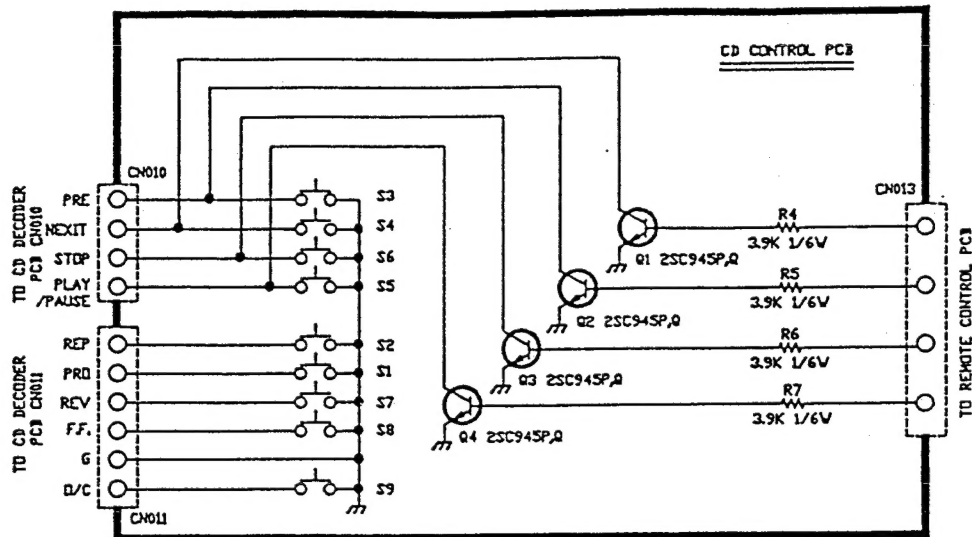 CD CONTROL PCB
CN010
TO CD DECODER
PCB CN010
PRE
NEXIT
STOP
PLAY
/PAUSE
S3
S4
S6
S5
TO CD DECODER
PCB CN011
REP
PRO
REV
F.F.
G
O/C
CN011
S2
S1
S7
S8
S9
Q1 2SC945P,Q
Q2 2SC945P,Q
Q3 2SC945P,Q
Q4 2SC945P,Q
R4
3.9K 1/6W
R5
3.9K 1/6W
R6
3.9K 1/6W
R7
3.9K 1/6W
CN013
TO REMOTE CONTROL PCB